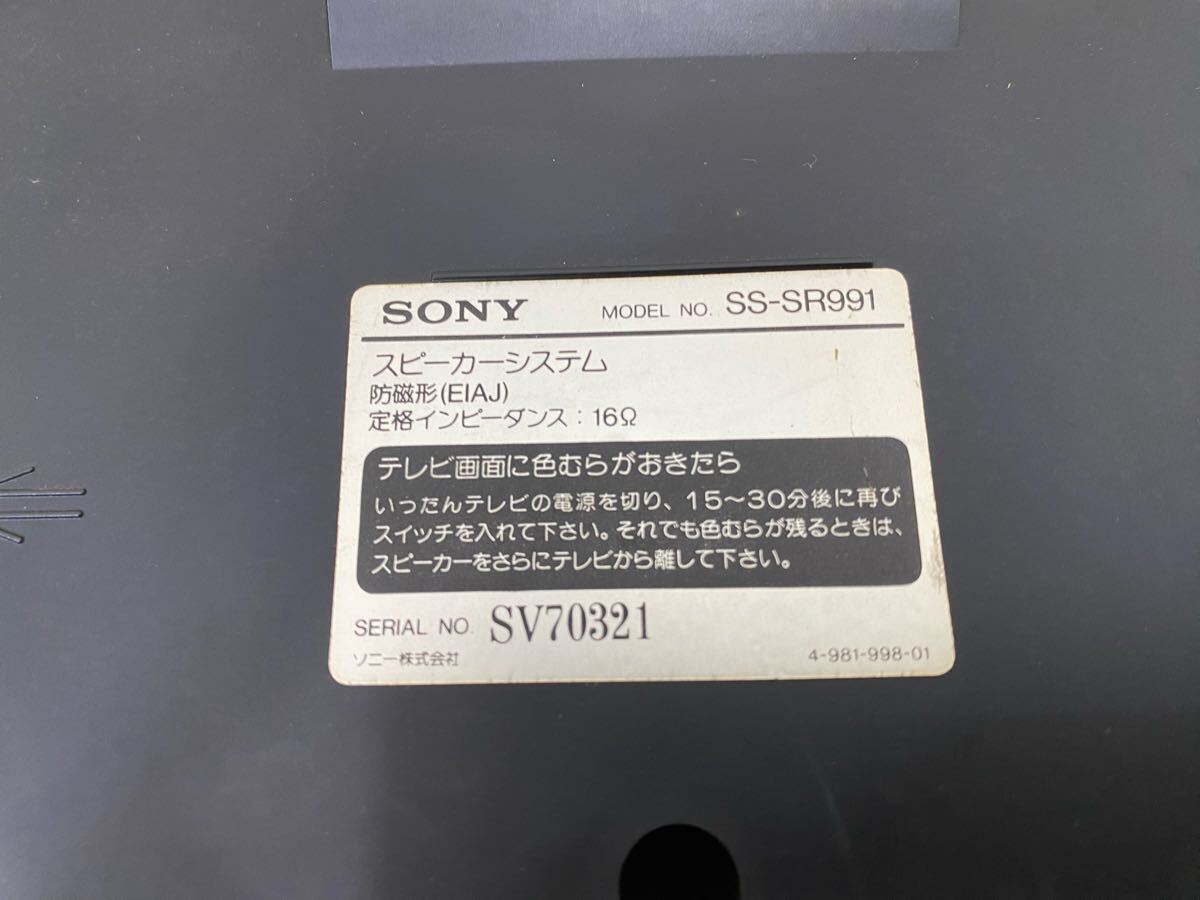 SONY MODEL NO. SS-SR991
スピーカーシステム
防磁形(EIAJ)
定格インピーダンス：16Ω
テレビ画面に色むらがおきたら
いったんテレビの電源を切り、15〜30分後に再び
スイッチを入れて下さい。それでも色むらが残るときは、
スピーカーをさらにテレビから離して下さい。
SERIAL NO. SV70321
ソニー株式会社 4-981-998-01